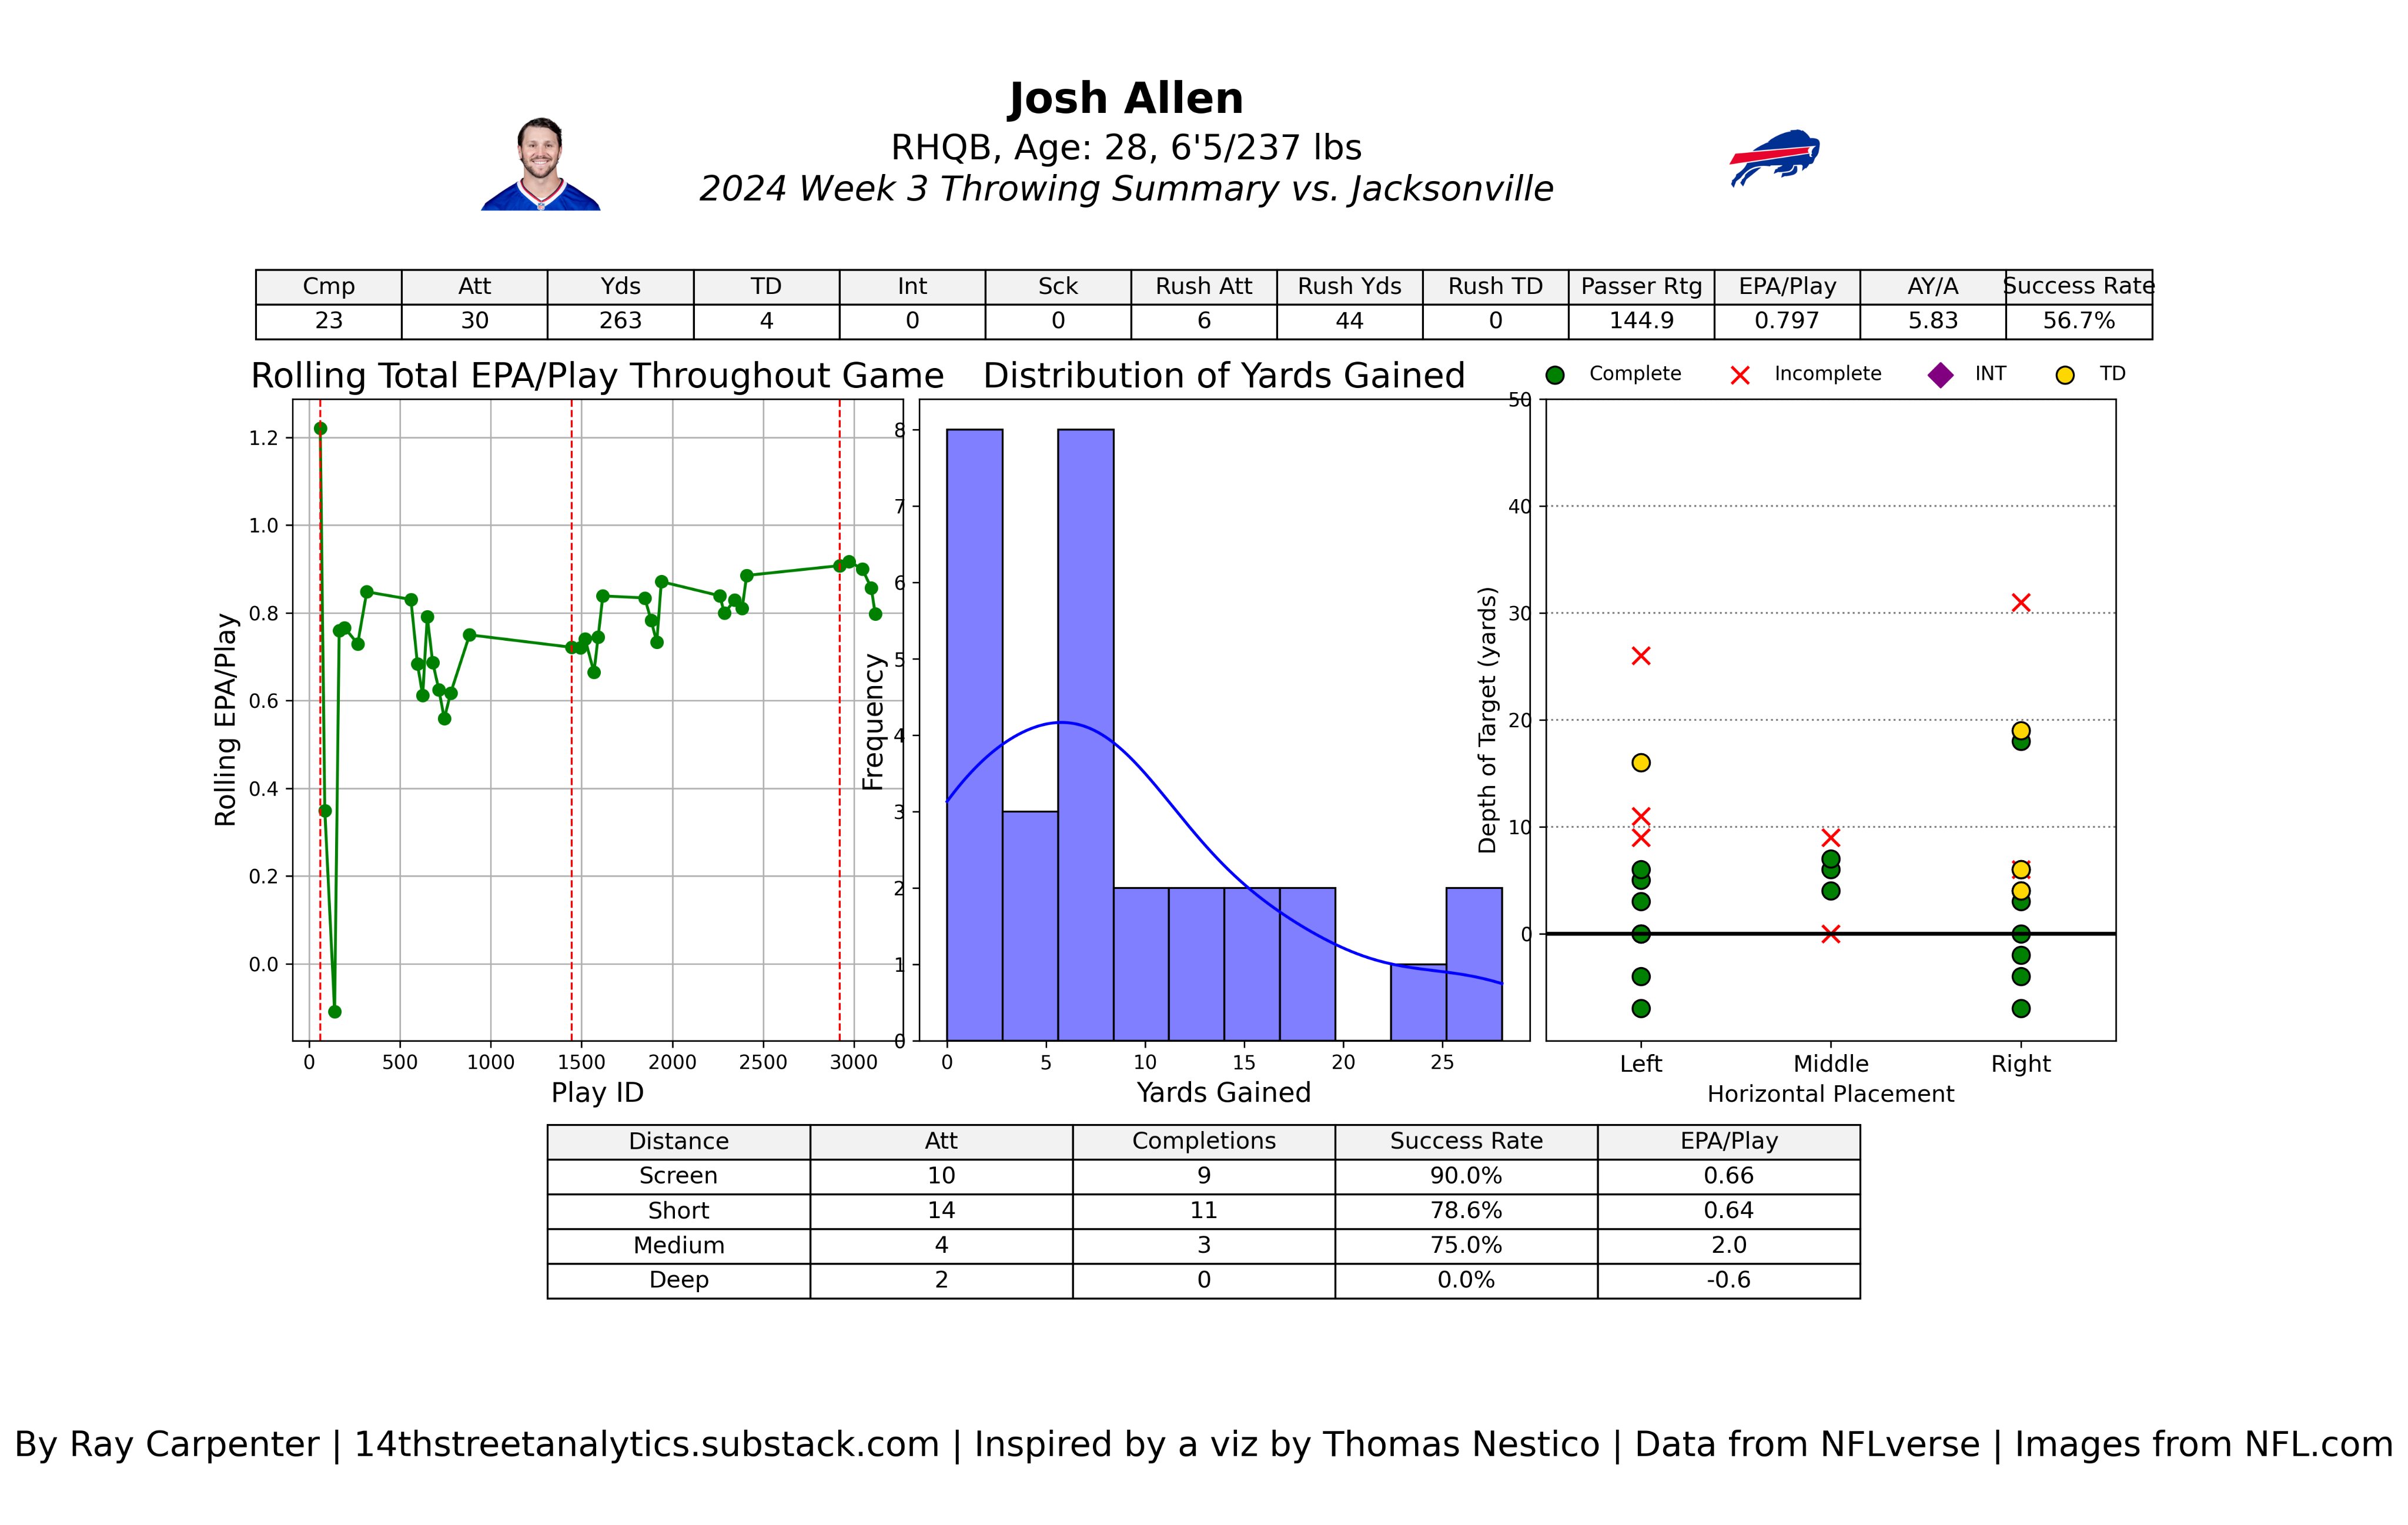 Josh Allen
RHQB, Age: 28, 6'5/237 lbs
2024 Week 3 Throwing Summary vs. Jacksonville
Cmp Att Yds TD Int Sck Rush Att Rush Yds Rush TD Passer Rtg EPA/Play AY/A Success Rate
23 30 263 4 0 0 6 44 0 144.9 0.797 5.83 56.7%
Rolling Total EPA/Play Throughout Game
Rolling EPA/Play
1.2
1.0
0.8
0.6
0.4
0.2
0.0
0 500 1000 1500 2000 2500 3000
Play ID
Distribution of Yards Gained
Frequency
8
7
6
5
4
3
2
1
0
0 5 10 15 20 25
Yards Gained
Complete Incomplete INT TD
Depth of Target (yards)
50
40
30
20
10
0
Left Middle Right
Horizontal Placement
Distance Att Completions Success Rate EPA/Play
Screen 10 9 90.0% 0.66
Short 14 11 78.6% 0.64
Medium 4 3 75.0% 2.0
Deep 2 0 0.0% -0.6
By Ray Carpenter | 14thstreetanalytics.substack.com | Inspired by a viz by Thomas Nestico | Data from NFLverse | Images from NFL.com